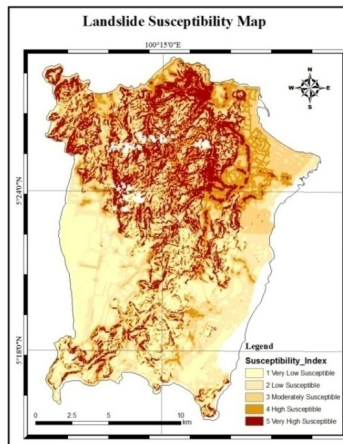 Landslide Susceptibility Map
100°15'0"E
N
W E
S
5°24'0"N
5°18'0"N
Legend
Susceptibility_Index
1 Very Low Susceptible
2 Low Susceptible
3 Moderately Susceptible
4 High Susceptible
5 Very High Susceptible
0 2.5 5 10
km